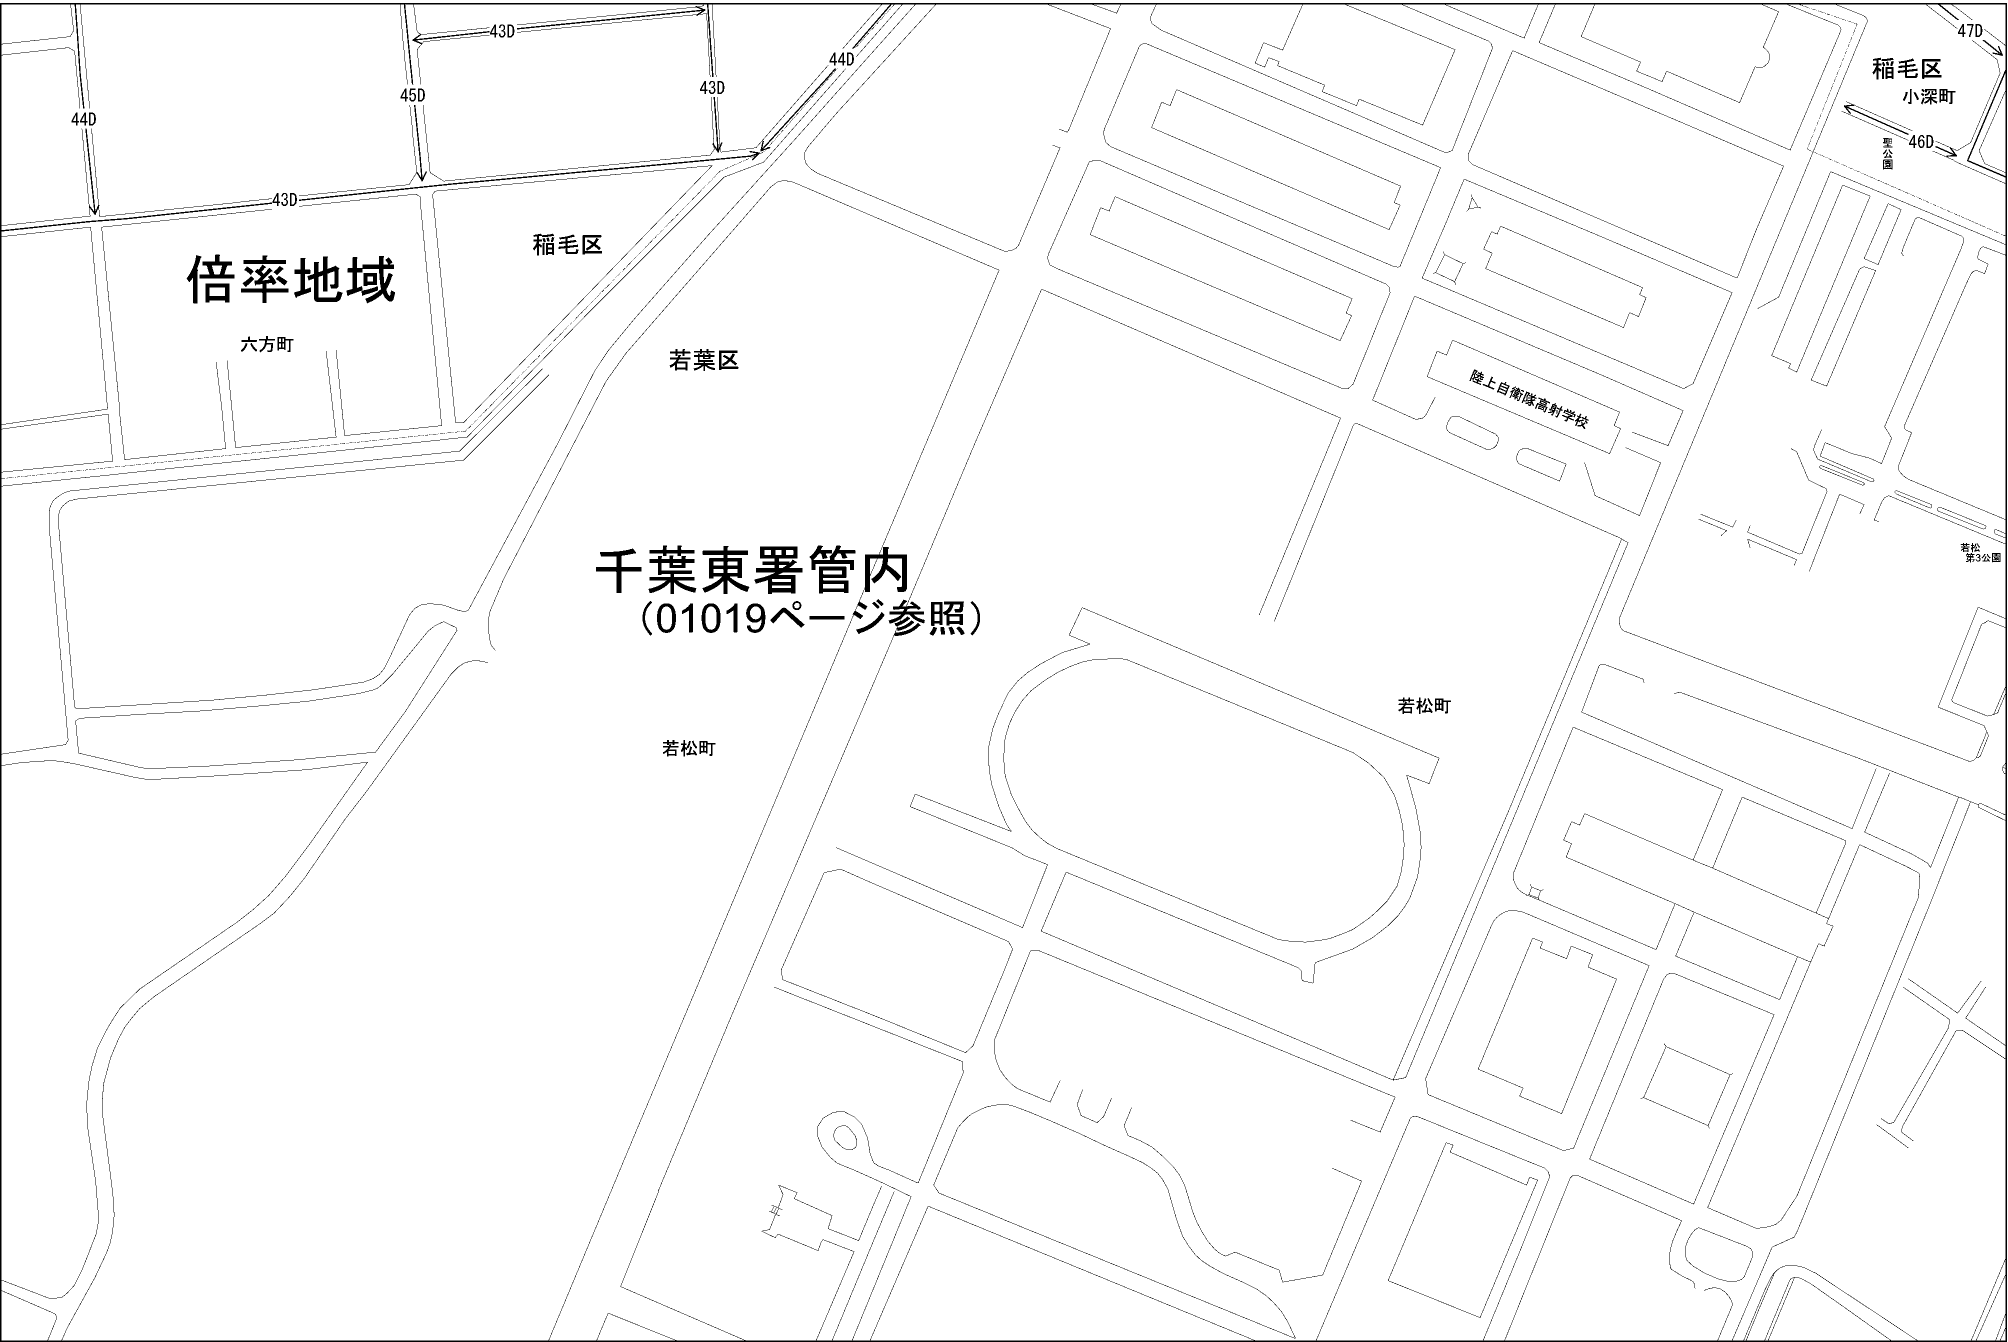 43D
47D
44D
稲毛区
45D
43D
小深町
44D
46D
聖公園
43D
稲毛区
倍率地域
六方町
若葉区
陸上自衛隊高射学校
千葉東署管内
若松
第3公園
(01019ページ参照)
若松町
若松町